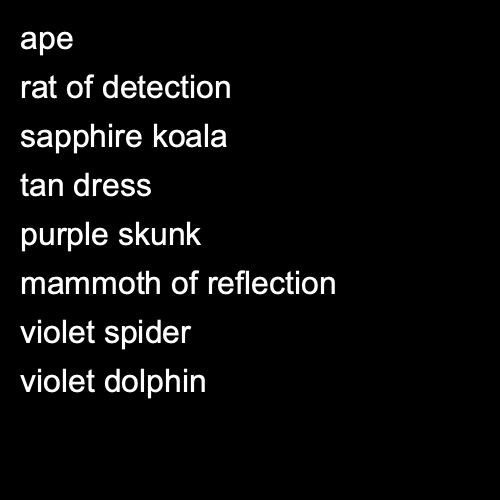 ape
rat of detection
sapphire koala
tan dress
purple skunk
mammoth of reflection
violet spider
violet dolphin